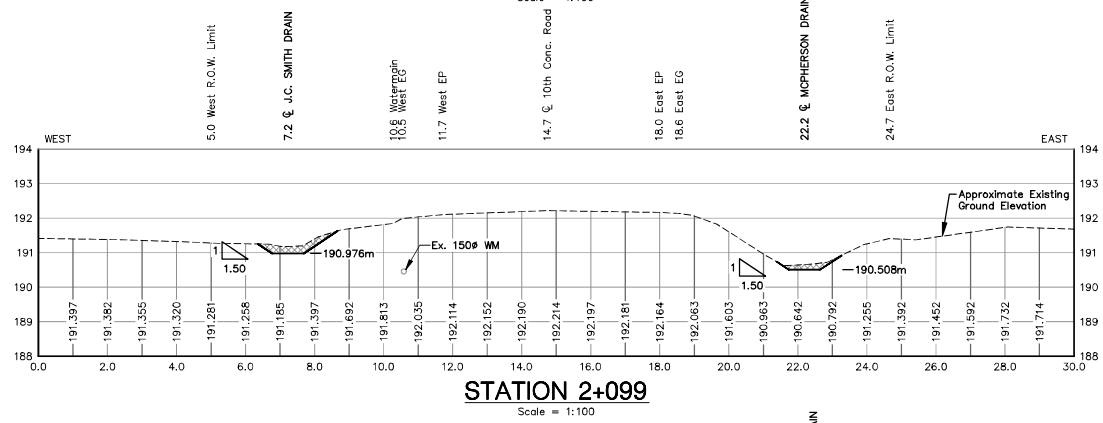 5.0 West R.O.W. Limit
7.2 ℄ J.C. SMITH DRAIN
10.6 Watermain
10.5 West EG
11.7 West EP
14.7 ℄ 10th Conc. Road
18.0 East EP
18.6 East EG
22.2 ℄ MCPHERSON DRAIN
24.7 East R.O.W. Limit
WEST
EAST
194
194
193
193
192
192
191
191
190
190
189
189
188
188
Approximate Existing
Ground Elevation
1
1.50
190.976m
Ex. 150ø WM
1
1.50
190.508m
191.397
191.382
191.355
191.320
191.281
191.258
191.185
191.397
191.692
191.813
192.035
192.114
192.152
192.190
192.214
192.197
192.181
192.164
192.063
191.603
190.963
190.642
190.792
191.255
191.392
191.452
191.592
191.732
191.714
0.0 2.0 4.0 6.0 8.0 10.0 12.0 14.0 16.0 18.0 20.0 22.0 24.0 26.0 28.0 30.0
STATION 2+099
Scale = 1:100